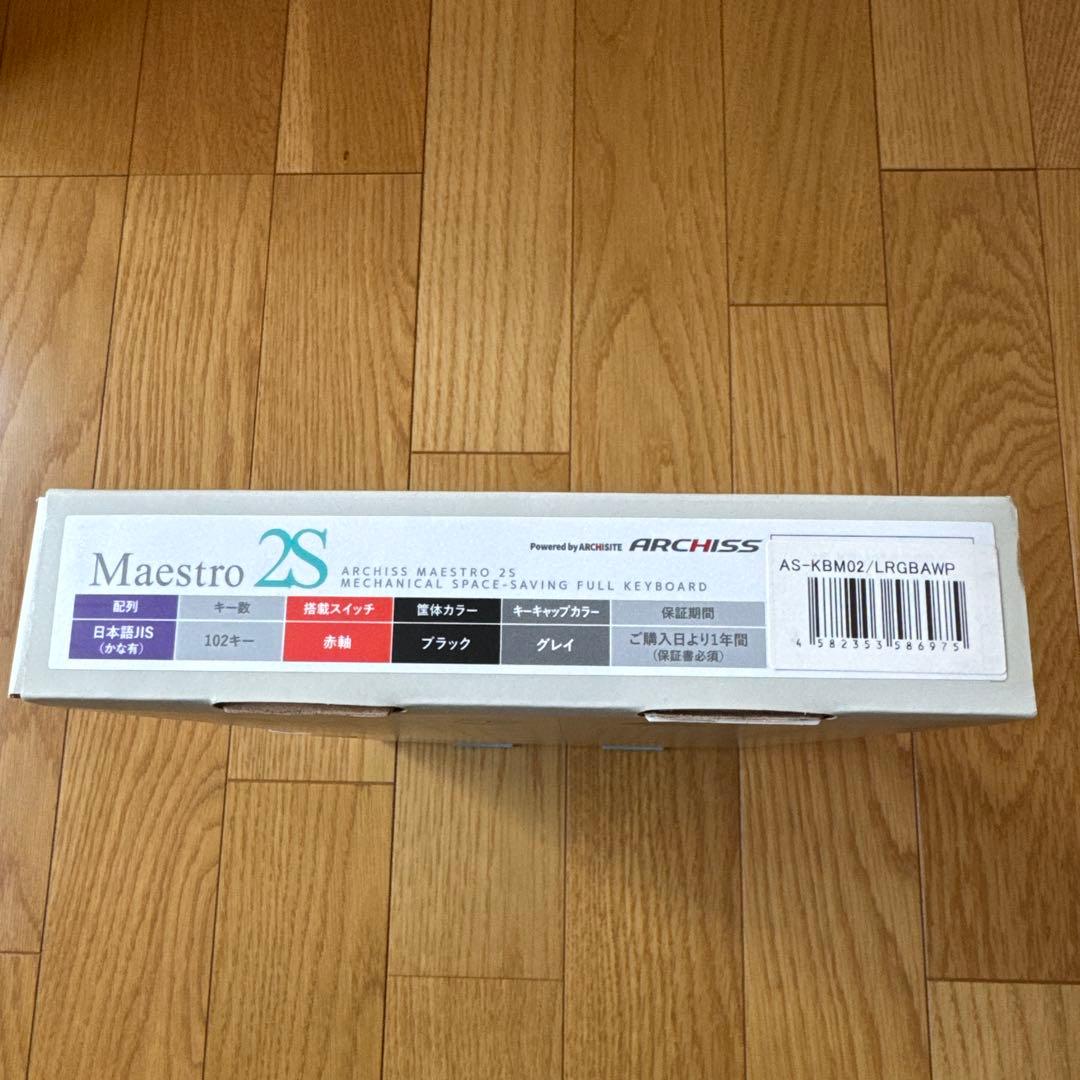 Maestro 2S
Powered by ARCHISITE ARCHISS
ARCHISS MAESTRO 2S
MECHANICAL SPACE-SAVING FULL KEYBOARD
配列 キー数 搭載スイッチ 筐体カラー キーキャップカラー 保証期間
日本語JIS 102キー 赤軸 ブラック グレイ ご購入日より1年間
(かな有) (保証書必須)
AS-KBM02/LRGBAWP
4 582353 586975